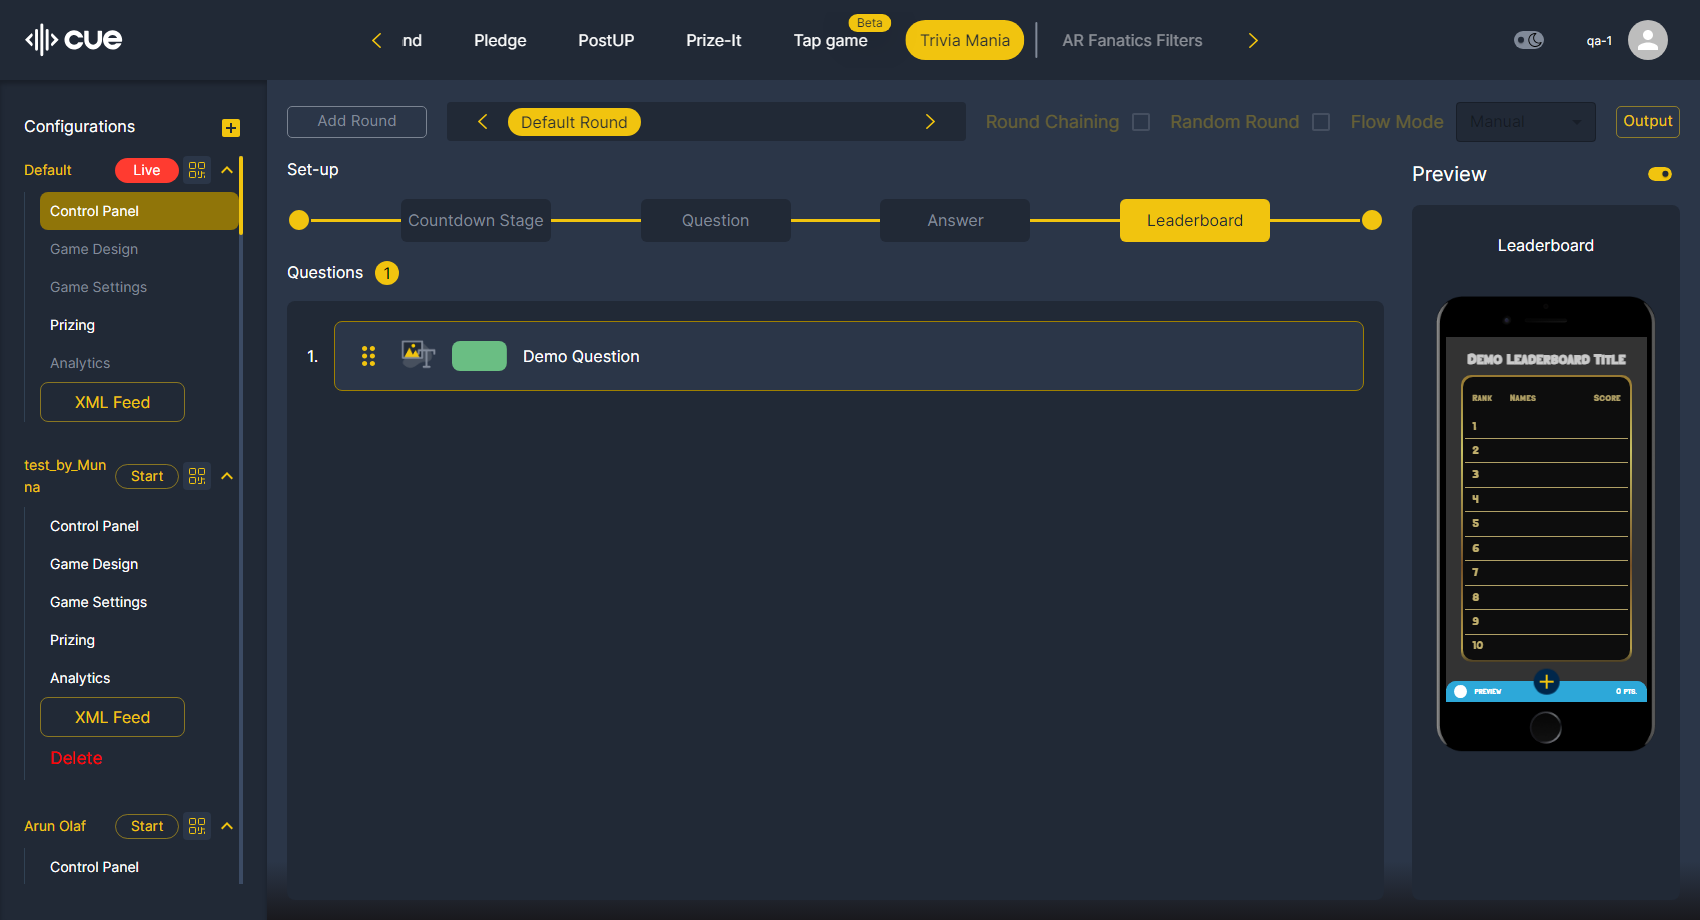 cue
nd
Pledge
PostUP
Prize-It
Tap game
Beta
Trivia Mania
AR Fanatics Filters
qa-1
Configurations
Default
Live
Control Panel
Game Design
Game Settings
Prizing
Analytics
XML Feed
test_by_Mun
na
Start
Control Panel
Game Design
Game Settings
Prizing
Analytics
XML Feed
Delete
Arun Olaf
Start
Control Panel
Add Round
Default Round
Round Chaining
Random Round
Flow Mode
Manual
Output
Set-up
Countdown Stage
Question
Answer
Leaderboard
Questions 1
1.
Demo Question
Preview
Leaderboard
Demo Leaderboard Title
Rank Names Score
1
2
3
4
5
6
7
8
9
10
PREVIEW
0 PTS.